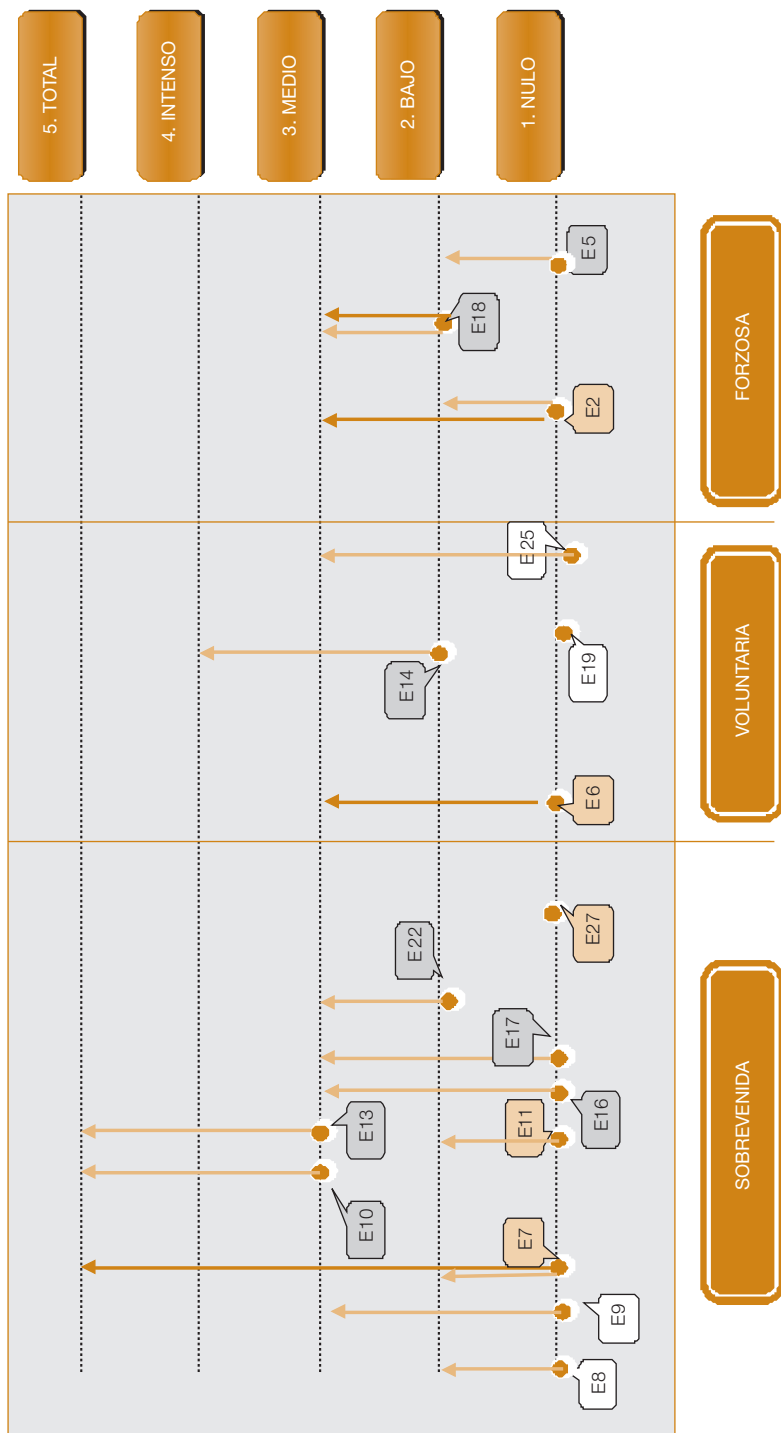 5. TOTAL
4. INTENSO
3. MEDIO
2. BAJO
1. NULO
E8
E9
E7
E10
E13
E11
E16
E17
E22
E27
E6
E14
E19
E25
E2
E18
E5
SOBREVENIDA
VOLUNTARIA
FORZOSA